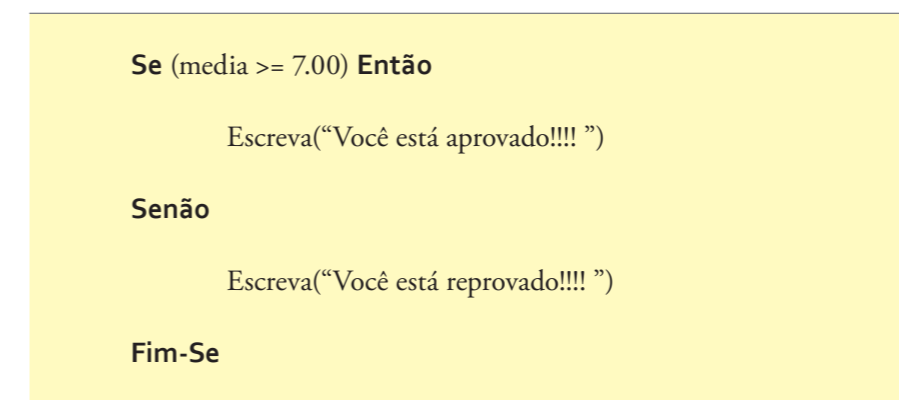 Se (media >= 7.00) Então
Escreva(“Você está aprovado!!!! ”)
Senão
Escreva(“Você está reprovado!!!! ”)
Fim-Se